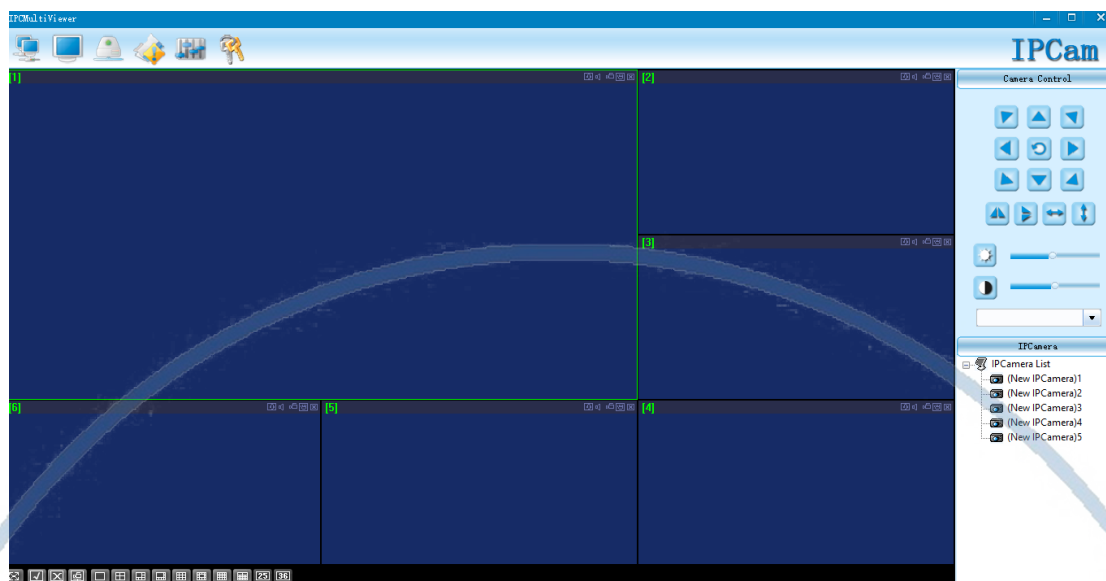 IPCMultiViewer
IPCam
[1]
[2]
Camera Control
[3]
IPCamera
IPCamera List
(New IPCamera)1
(New IPCamera)2
(New IPCamera)3
(New IPCamera)4
(New IPCamera)5
[6]
[5]
[4]
25
36